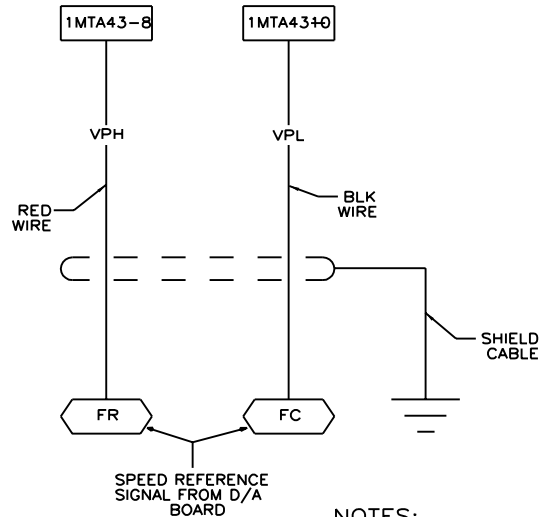 1MTA43-8
1MTA43-10
VPH
VPL
RED
WIRE
BLK
WIRE
SHIELD
CABLE
FR
FC
SPEED REFERENCE
SIGNAL FROM D/A
BOARD
NOTES: